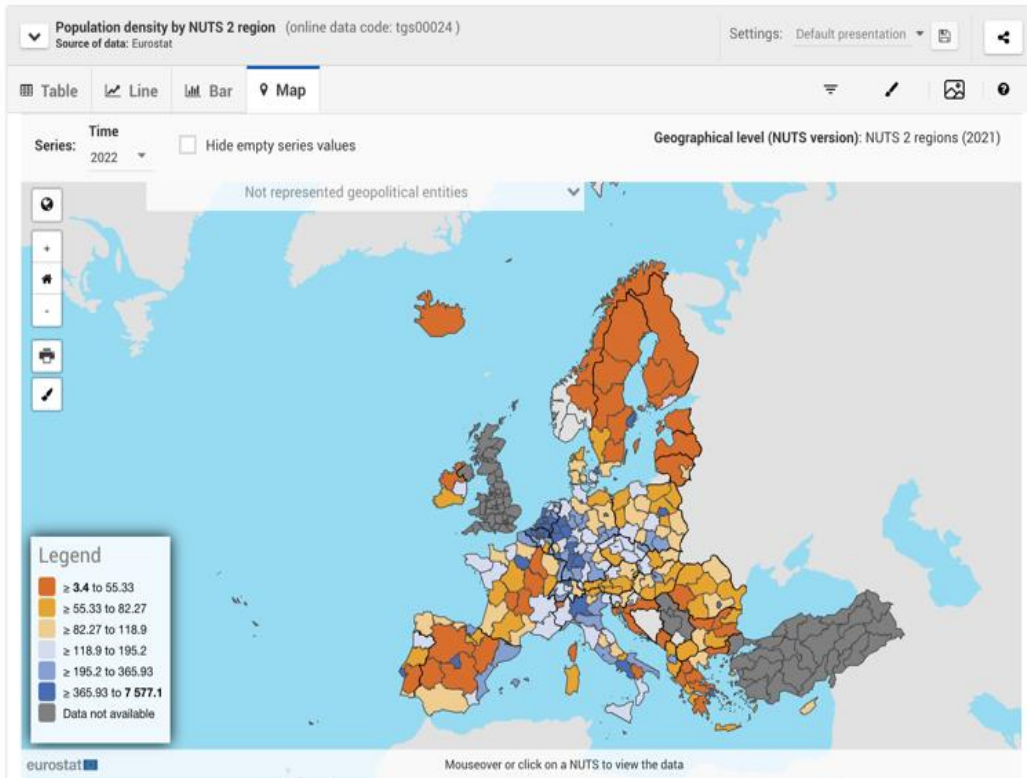 Population density by NUTS 2 region (online data code: tgs00024 )
Source of data: Eurostat
Settings: Default presentation
Table
Line
Bar
Map
Series:
Time
2022
Hide empty series values
Geographical level (NUTS version): NUTS 2 regions (2021)
Not represented geopolitical entities
+
-
Legend
≥ 3.4 to 55.33
≥ 55.33 to 82.27
≥ 82.27 to 118.9
≥ 118.9 to 195.2
≥ 195.2 to 365.93
≥ 365.93 to 7 577.1
Data not available
eurostat
Mouseover or click on a NUTS to view the data